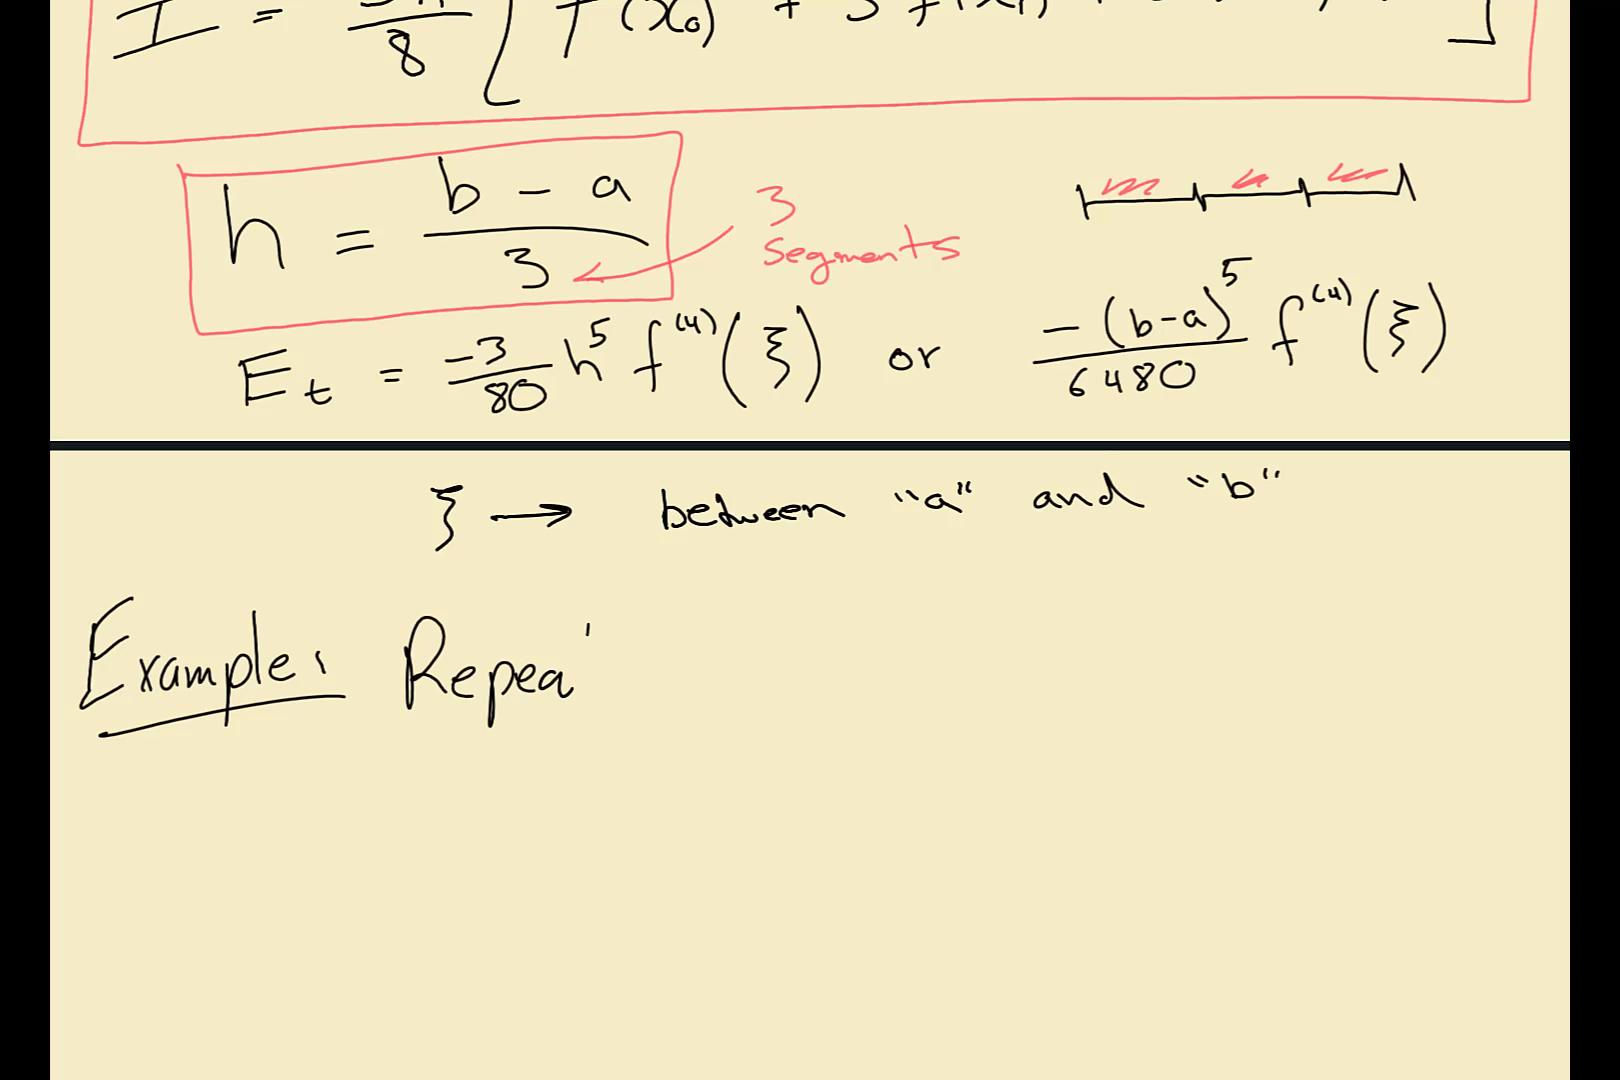 I = 8 [ f(x₀) + 3 f(x₁) ]
h = b - a / 3
3 segments
Eₜ = -3/80 h⁵ f⁽⁴⁾(ξ) or -(b-a)⁵/6480 f⁽⁴⁾(ξ)
ξ → between "a" and "b"
Example: Repea